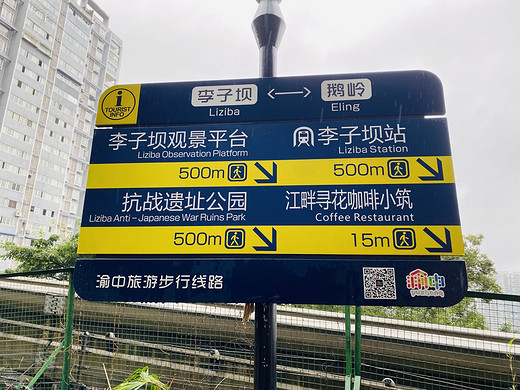 i
TOURIST
INFO
李子坝 ⟷ 鹅岭
Liziba Eling
李子坝观景平台
Liziba Observation Platform
500m
李子坝站
Liziba Station
500m
抗战遗址公园
Liziba Anti-Japanese War Ruins Park
500m
江畔寻花咖啡小筑
Coffee Restaurant
15m
渝中旅游步行线路
渝中